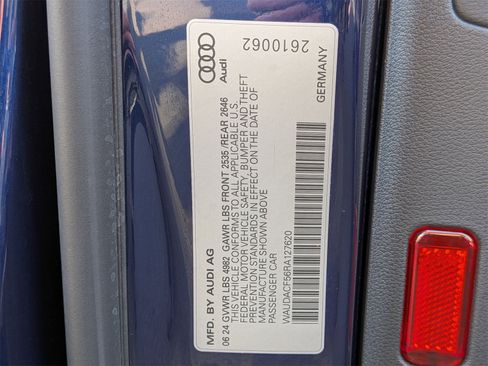 MFD. BY AUDI AG
06 24 GVWR LBS 4982 GAWR LBS FRONT 2535 /REAR 2646
THIS VEHICLE CONFORMS TO ALL APPLICABLE U.S.
FEDERAL MOTOR VEHICLE SAFETY, BUMPER AND THEFT
PREVENTION STANDARDS IN EFFECT ON THE DATE OF
MANUFACTURE SHOWN ABOVE
PASSENGER CAR
WAUDACF56RA127620
Audi
2610062
GERMANY